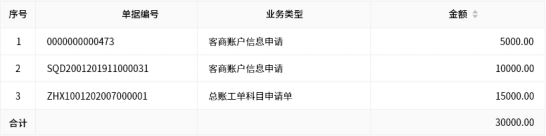 序号 单据编号 业务类型 金额
1 0000000000473 客商账户信息申请 5000.00
2 SQD2001201911000031 客商账户信息申请 10000.00
3 ZHX1001202007000001 总账工单科目申请单 15000.00
合计 30000.00